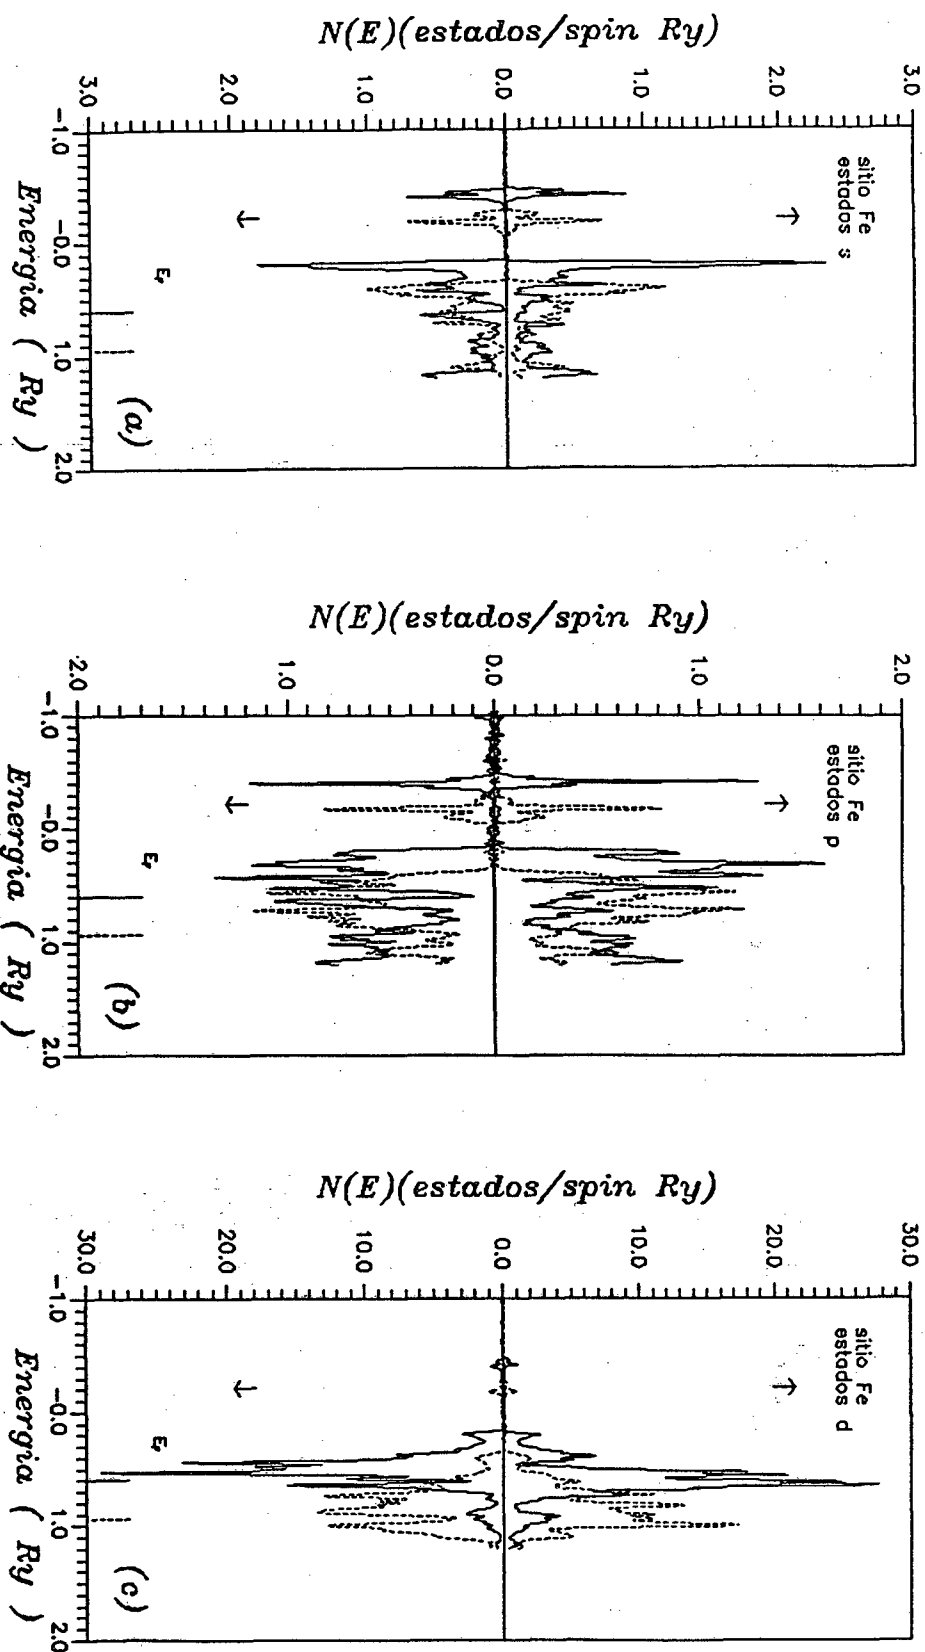 N(E)(estados/spin Ry)
3.0
2.0
1.0
0.0
1.0
2.0
3.0
sitio Fe
estados s
E_F
(a)
-1.0 -0.0 1.0 2.0
Energia ( Ry )
N(E)(estados/spin Ry)
2.0
1.0
0.0
1.0
2.0
sitio Fe
estados p
E_F
(b)
-1.0 -0.0 1.0 2.0
Energia ( Ry )
N(E)(estados/spin Ry)
30.0
20.0
10.0
0.0
10.0
20.0
30.0
sitio Fe
estados d
E_F
(c)
-1.0 -0.0 1.0 2.0
Energia ( Ry )